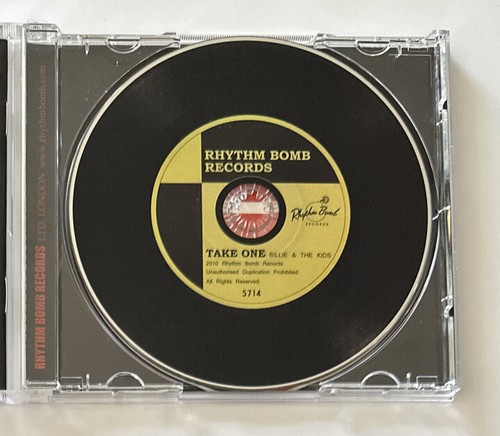 RHYTHM BOMB RECORDS LTD, LONDON www.rhythmbomb.com
RHYTHM BOMB
RECORDS
Rhythm Bomb
RECORDS
TAKE ONE BILLIE & THE KIDS
2010 Rhythm Bomb Records
Unauthorised Duplication Prohibited
All Rights Reserved
5714